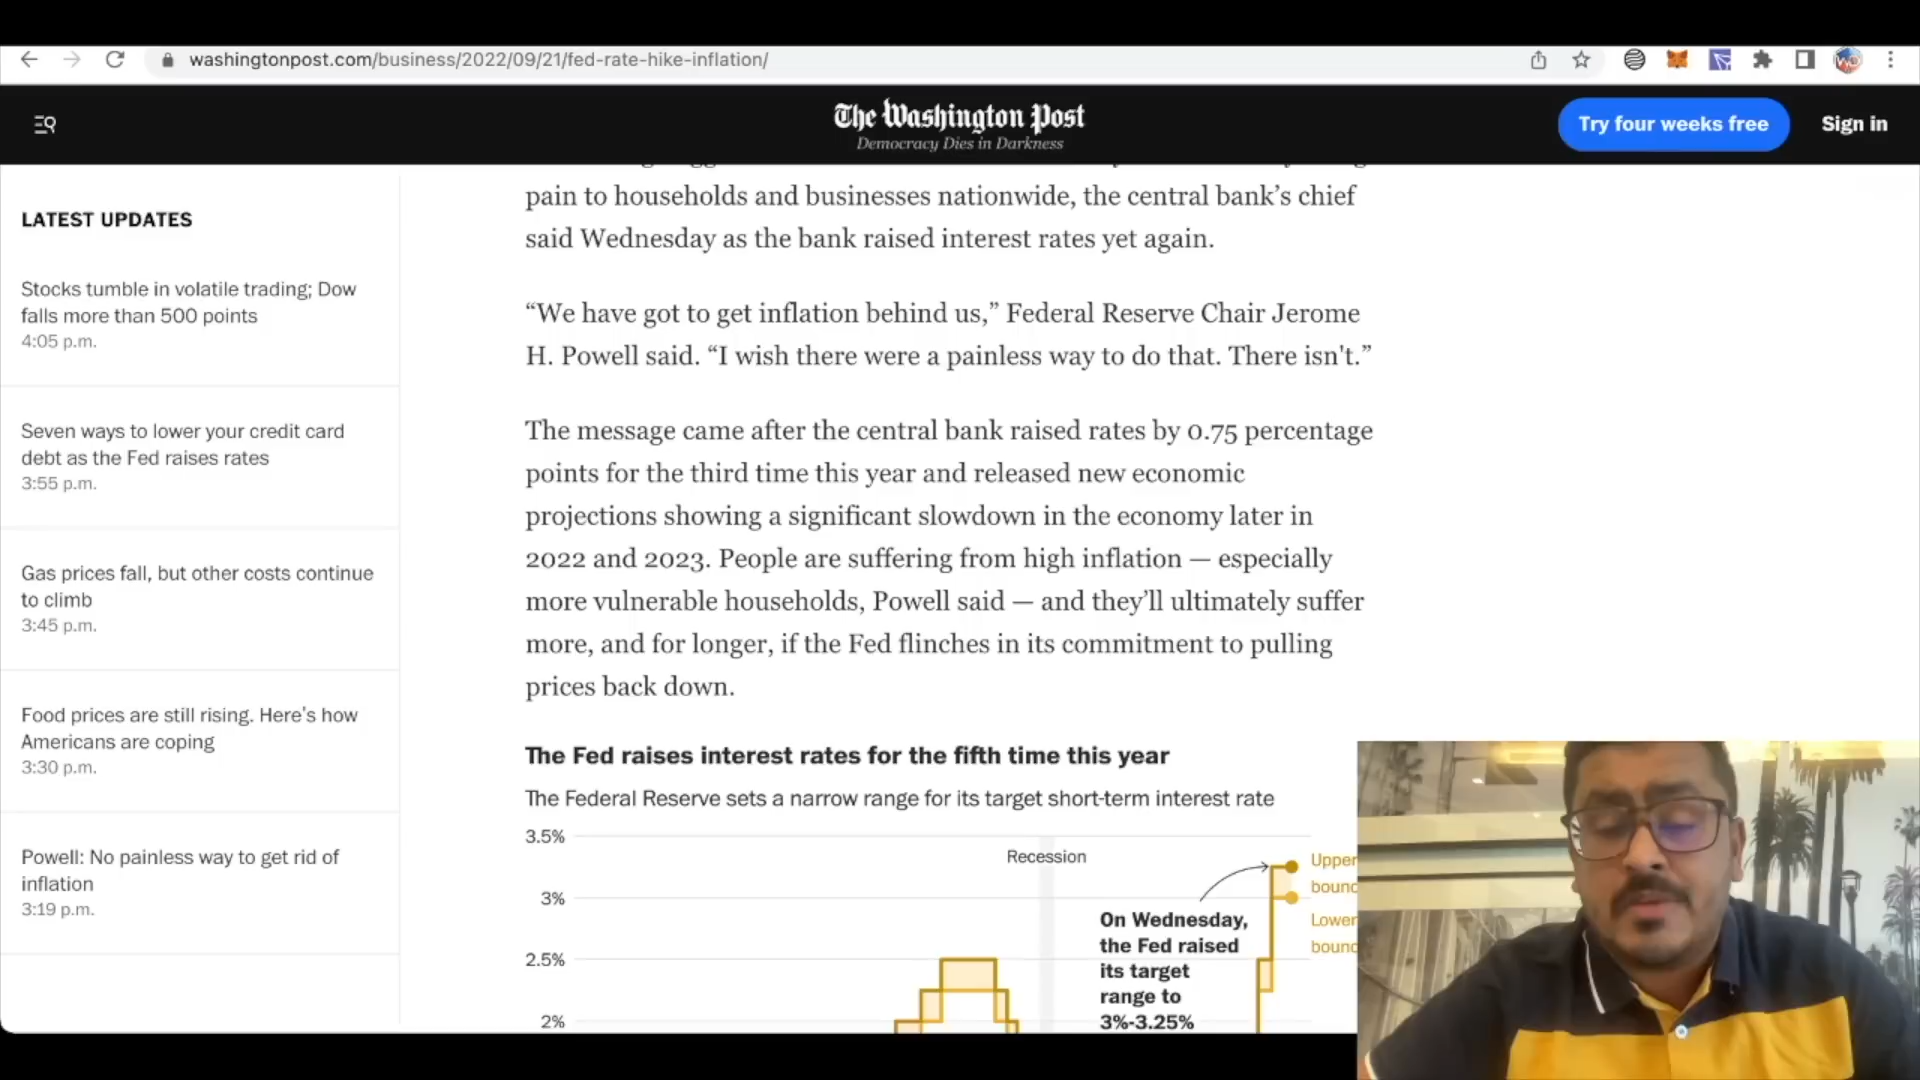 washingtonpost.com/business/2022/09/21/fed-rate-hike-inflation/
The Washington Post
Democracy Dies in Darkness
Try four weeks free
Sign in
LATEST UPDATES
Stocks tumble in volatile trading; Dow
falls more than 500 points
4:05 p.m.
Seven ways to lower your credit card
debt as the Fed raises rates
3:55 p.m.
Gas prices fall, but other costs continue
to climb
3:45 p.m.
Food prices are still rising. Here's how
Americans are coping
3:30 p.m.
Powell: No painless way to get rid of
inflation
3:19 p.m.
pain to households and businesses nationwide, the central bank’s chief
said Wednesday as the bank raised interest rates yet again.
“We have got to get inflation behind us,” Federal Reserve Chair Jerome
H. Powell said. “I wish there were a painless way to do that. There isn't.”
The message came after the central bank raised rates by 0.75 percentage
points for the third time this year and released new economic
projections showing a significant slowdown in the economy later in
2022 and 2023. People are suffering from high inflation — especially
more vulnerable households, Powell said — and they’ll ultimately suffer
more, and for longer, if the Fed flinches in its commitment to pulling
prices back down.
The Fed raises interest rates for the fifth time this year
The Federal Reserve sets a narrow range for its target short-term interest rate
3.5%
3%
2.5%
2%
Recession
On Wednesday,
the Fed raised
its target
range to
3%-3.25%
Upper
bound
Lower
bound